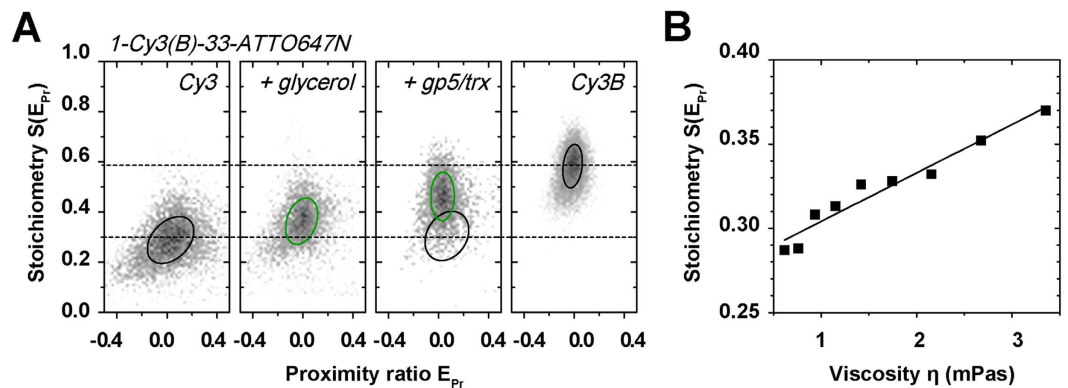 A
1-Cy3(B)-33-ATTO647N
Cy3
+ glycerol
+ gp5/trx
Cy3B
Stoichiometry S(E_Pr)
1.0
0.8
0.6
0.4
0.2
0.0
-0.4 0.0 0.4
-0.4 0.0 0.4
-0.4 0.0 0.4
-0.4 0.0 0.4
Proximity ratio E_Pr
B
Stoichiometry S(E_Pr)
0.40
0.35
0.30
0.25
1 2 3
Viscosity η (mPas)